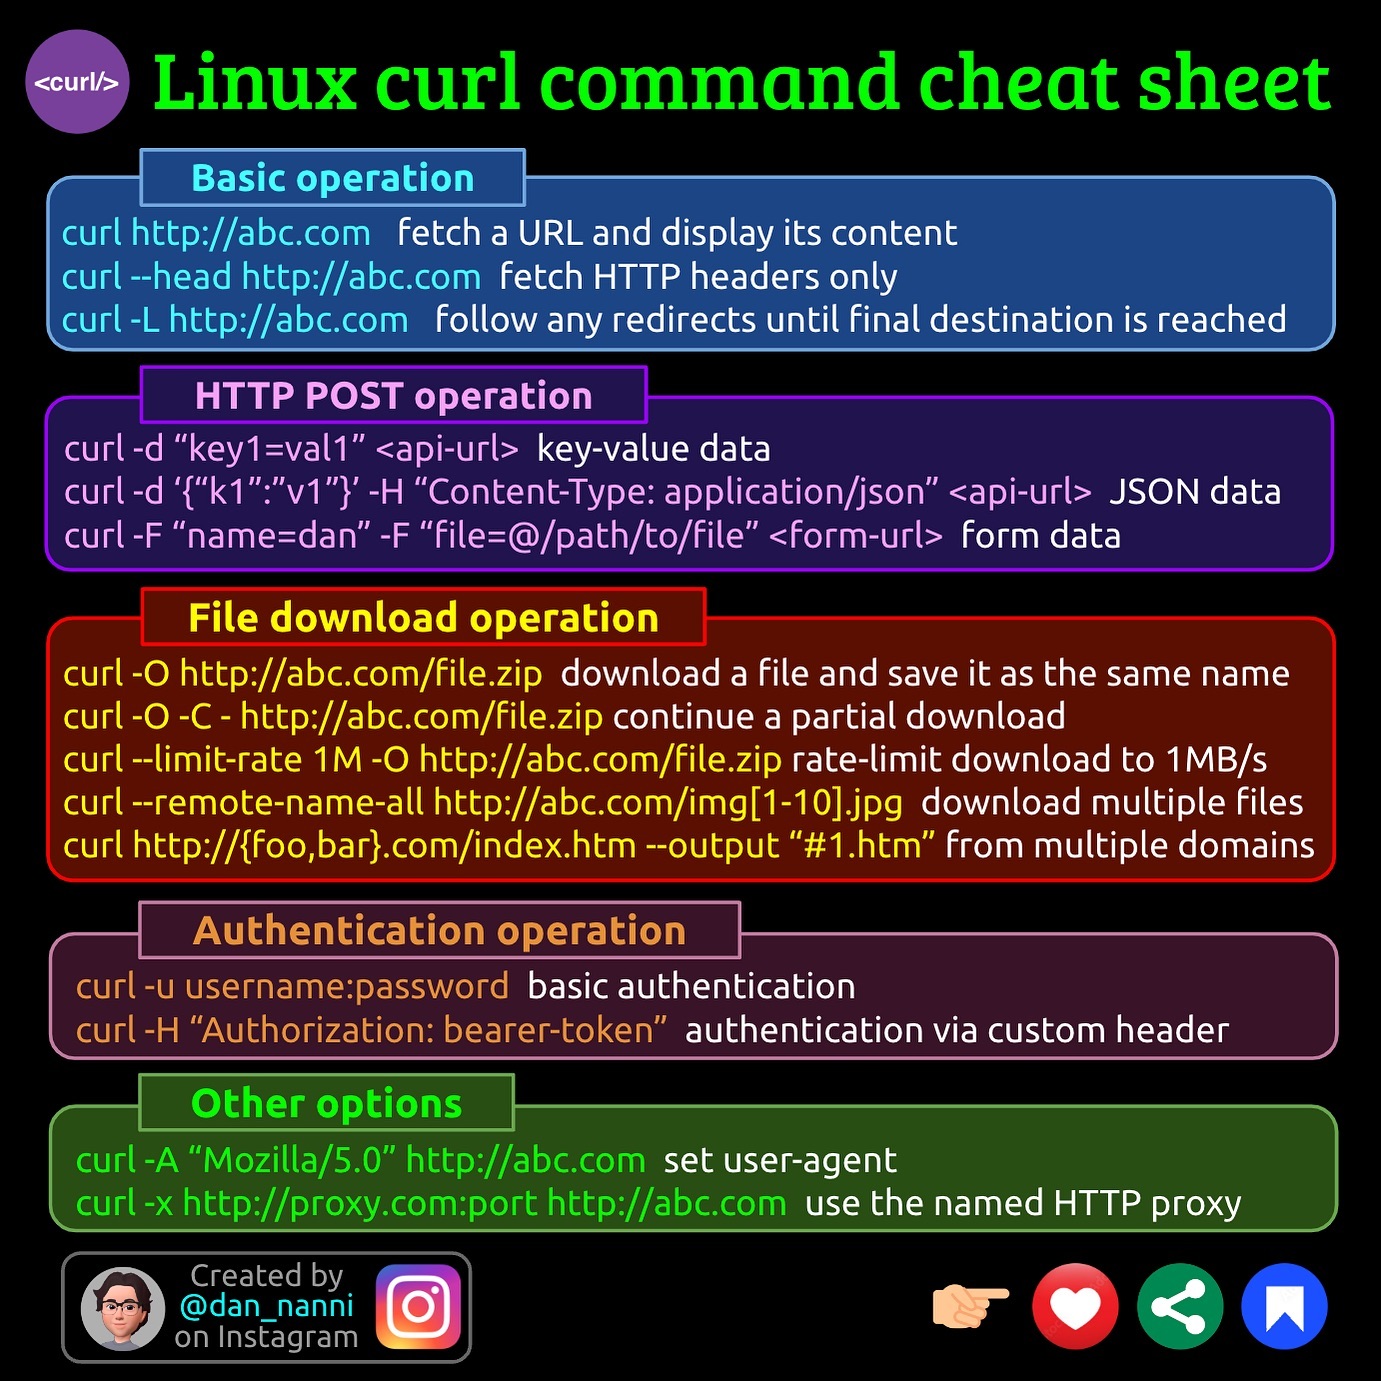 <curl/>
Linux curl command cheat sheet
Basic operation
curl http://abc.com fetch a URL and display its content
curl --head http://abc.com fetch HTTP headers only
curl -L http://abc.com follow any redirects until final destination is reached
HTTP POST operation
curl -d “key1=val1” <api-url> key-value data
curl -d ‘{“k1”:”v1”}’ -H “Content-Type: application/json” <api-url> JSON data
curl -F “name=dan” -F “file=@/path/to/file” <form-url> form data
File download operation
curl -O http://abc.com/file.zip download a file and save it as the same name
curl -O -C - http://abc.com/file.zip continue a partial download
curl --limit-rate 1M -O http://abc.com/file.zip rate-limit download to 1MB/s
curl --remote-name-all http://abc.com/img[1-10].jpg download multiple files
curl http://{foo,bar}.com/index.htm --output “#1.htm” from multiple domains
Authentication operation
curl -u username:password basic authentication
curl -H “Authorization: bearer-token” authentication via custom header
Other options
curl -A “Mozilla/5.0” http://abc.com set user-agent
curl -x http://proxy.com:port http://abc.com use the named HTTP proxy
Created by
@dan_nanni
on Instagram